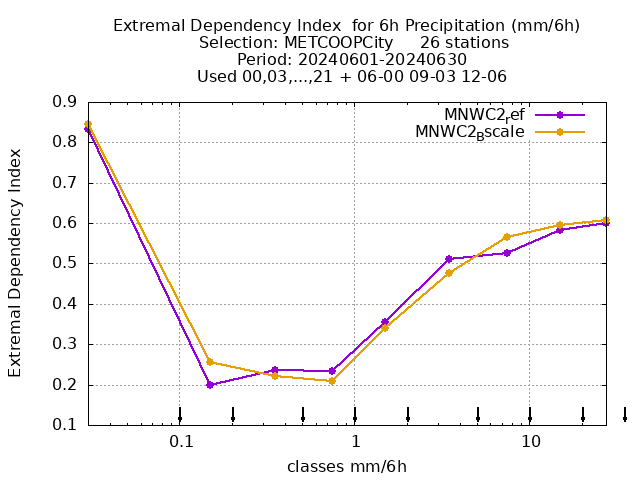 Extremal Dependency Index  for 6h Precipitation (mm/6h)
Selection: METCOOPCity     26 stations
Period: 20240601-20240630
Used 00,03,...,21 + 06-00 09-03 12-06
MNWC2ref
MNWC2Bscale
0.9
0.8
0.7
0.6
0.5
0.4
0.3
0.2
0.1
Extremal Dependency Index
0.1
1
10
classes mm/6h